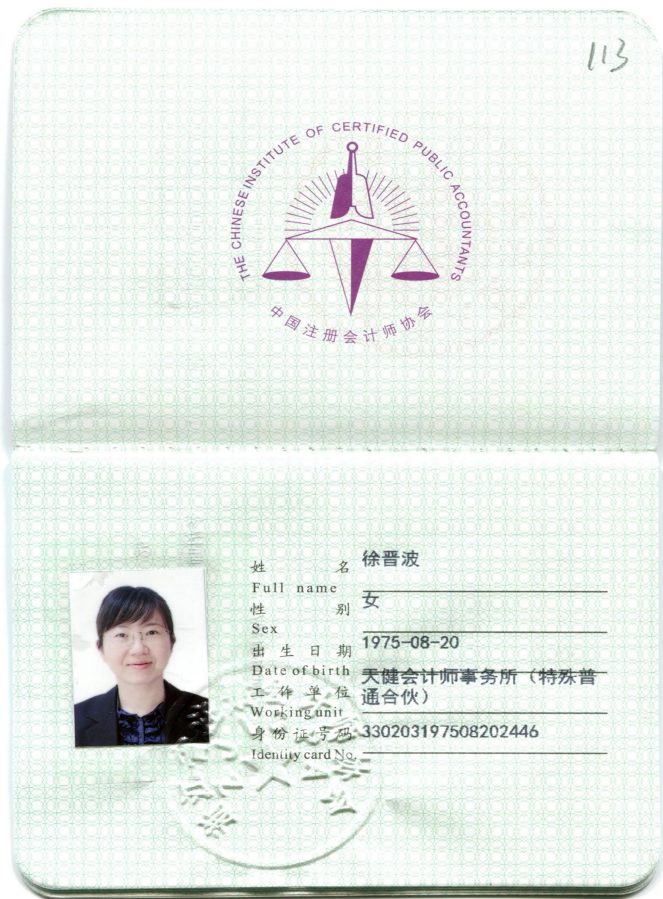 113
THE CHINESE INSTITUTE OF CERTIFIED PUBLIC ACCOUNTANTS
中国注册会计师协会
姓 名 徐晋波
Full name
性 别 女
Sex
出生日期 1975-08-20
Date of birth
工作单位 天健会计师事务所（特殊普
通合伙）
Working unit
身份证号码 330203197508202446
Identity card No.